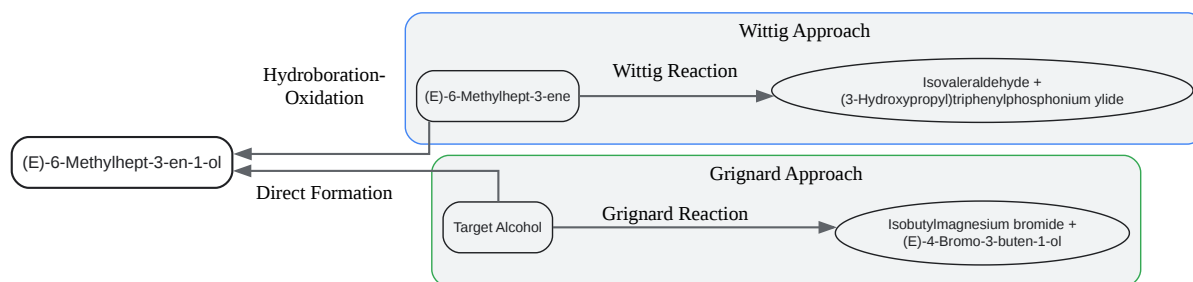 Wittig Approach
Hydroboration-
Oxidation
Wittig Reaction
(E)-6-Methylhept-3-ene
Isovaleraldehyde +
(3-Hydroxypropyl)triphenylphosphonium ylide
(E)-6-Methylhept-3-en-1-ol
Direct Formation
Grignard Approach
Grignard Reaction
Target Alcohol
Isobutylmagnesium bromide +
(E)-4-Bromo-3-buten-1-ol